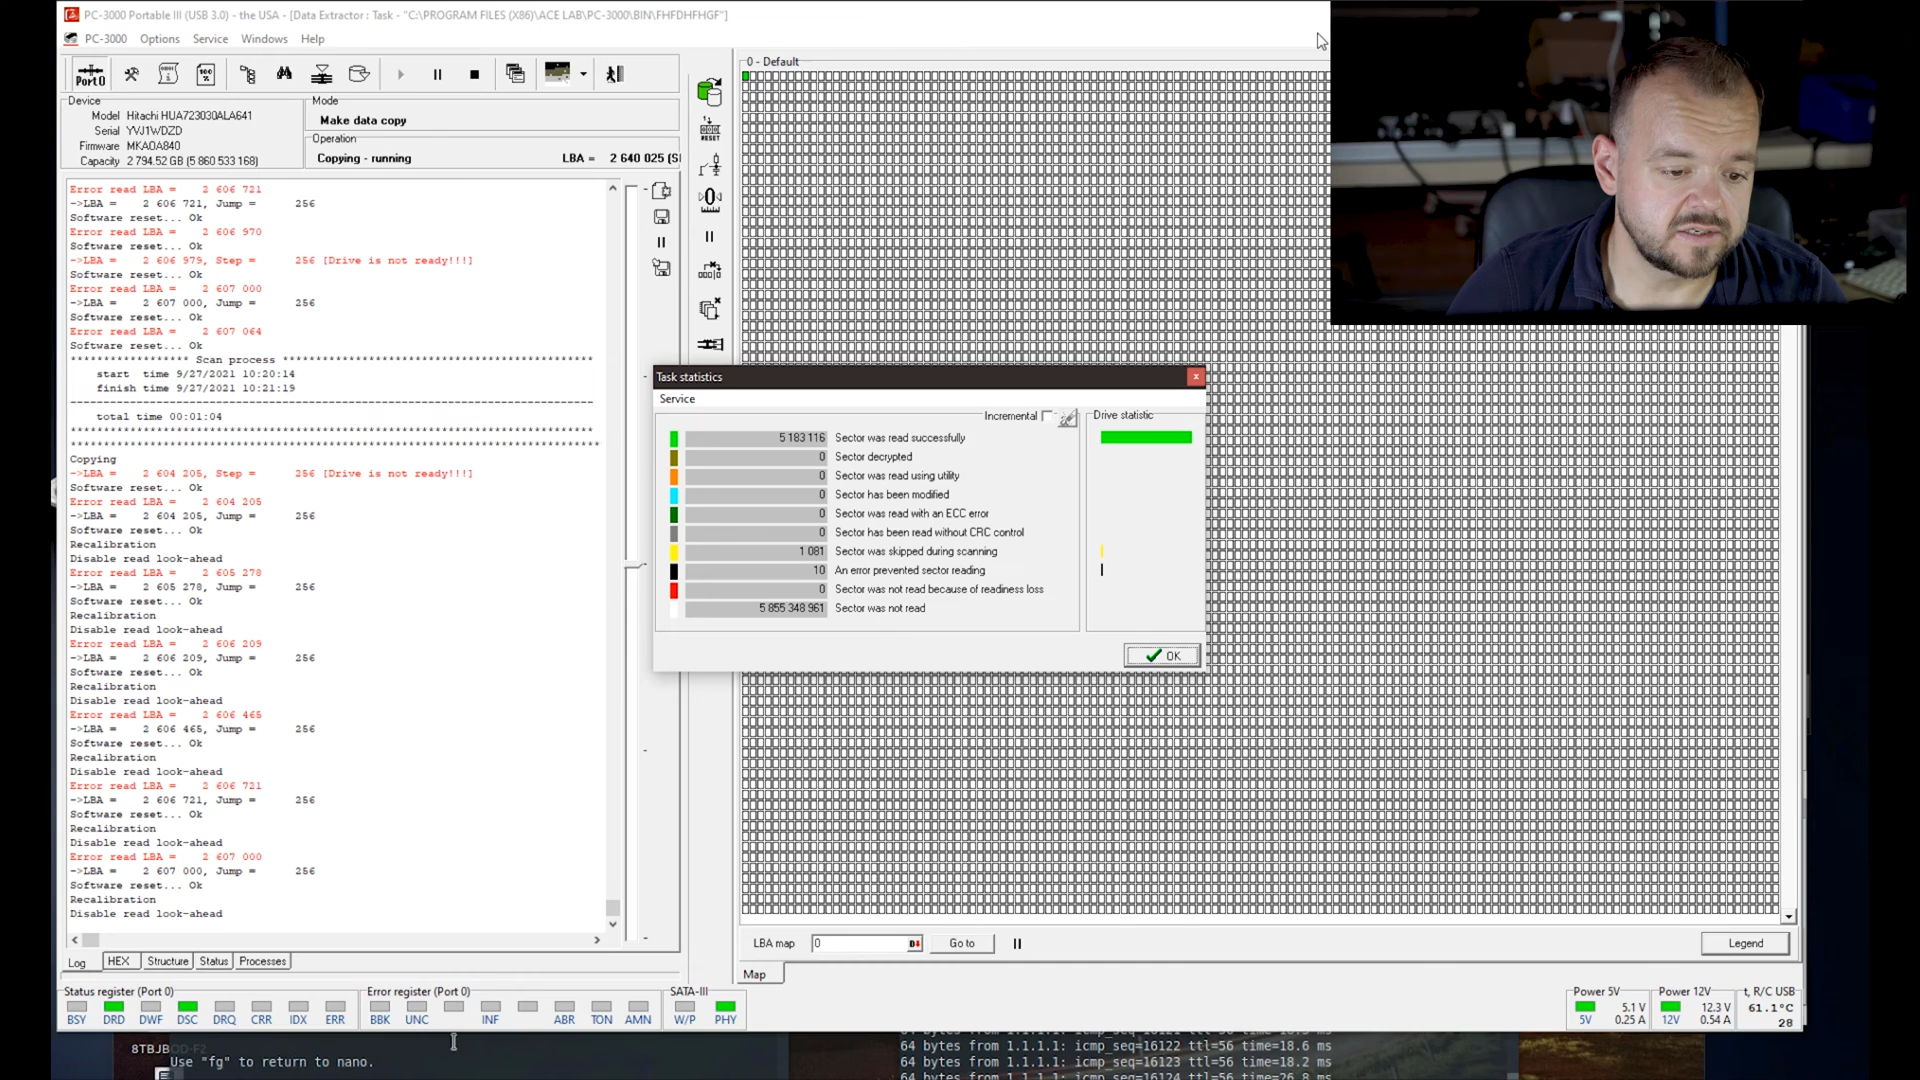 PC-3000 Portable III (USB 3.0) - the USA - [Data Extractor : Task - "C:\PROGRAM FILES (X86)\ACE LAB\PC-3000\BIN\FHFDHFHGF"]
PC-3000 Options Service Windows Help
Port 0
Device
Model Hitachi HUA723030ALA641
Serial YVJ1WDZD
Firmware MKAOA840
Capacity 2 794.52 GB (5 860 533 168)
Mode
Make data copy
Operation
Copying - running LBA = 2 640 025 (S
Error read LBA = 2 606 721
->LBA = 2 606 721, Jump = 256
Software reset... Ok
Error read LBA = 2 606 970
Software reset... Ok
->LBA = 2 606 979, Step = 256 [Drive is not ready!!!]
Software reset... Ok
Error read LBA = 2 607 000
->LBA = 2 607 000, Jump = 256
Software reset... Ok
Error read LBA = 2 607 064
Software reset... Ok
****************** Scan process ***********************************************
start time 9/27/2021 10:20:14
finish time 9/27/2021 10:21:19
--------------------------------------------------------------------------------
total time 00:01:04
********************************************************************************
*********************************************************************************
Copying
->LBA = 2 604 205, Step = 256 [Drive is not ready!!!]
Software reset... Ok
Error read LBA = 2 604 205
->LBA = 2 604 205, Jump = 256
Software reset... Ok
Recalibration
Disable read look-ahead
Error read LBA = 2 605 278
->LBA = 2 605 278, Jump = 256
Software reset... Ok
Recalibration
Disable read look-ahead
Error read LBA = 2 606 209
->LBA = 2 606 209, Jump = 256
Software reset... Ok
Recalibration
Disable read look-ahead
Error read LBA = 2 606 465
->LBA = 2 606 465, Jump = 256
Software reset... Ok
Recalibration
Disable read look-ahead
Error read LBA = 2 606 721
->LBA = 2 606 721, Jump = 256
Software reset... Ok
Recalibration
Disable read look-ahead
Error read LBA = 2 607 000
->LBA = 2 607 000, Jump = 256
Software reset... Ok
Recalibration
Disable read look-ahead
Log HEX Structure Status Processes
RESET
0 - Default
Task statistics
Service
Incremental
Drive statistic
5 183 116 Sector was read successfully
0 Sector decrypted
0 Sector was read using utility
0 Sector has been modified
0 Sector was read with an ECC error
0 Sector has been read without CRC control
1 081 Sector was skipped during scanning
10 An error prevented sector reading
0 Sector was not read because of readiness loss
5 855 348 961 Sector was not read
OK
LBA map 0 Go to Legend
Map
Status register (Port 0) Error register (Port 0) SATA-III
BSY DRD DWF DSC DRQ CRR IDX ERR BBK UNC INF ABR TON AMN W/P PHY
Power 5V Power 12V t, R/C USB
5.1 V 12.3 V 61.1°C
5V 0.25 A 12V 0.54 A 28
Use "fg" to return to nano.
64 bytes from 1.1.1.1: icmp_seq=16122 ttl=56 time=18.6 ms
64 bytes from 1.1.1.1: icmp_seq=16123 ttl=56 time=18.2 ms
64 bytes from 1.1.1.1: icmp_seq=16124 ttl=56 time=26.8 ms